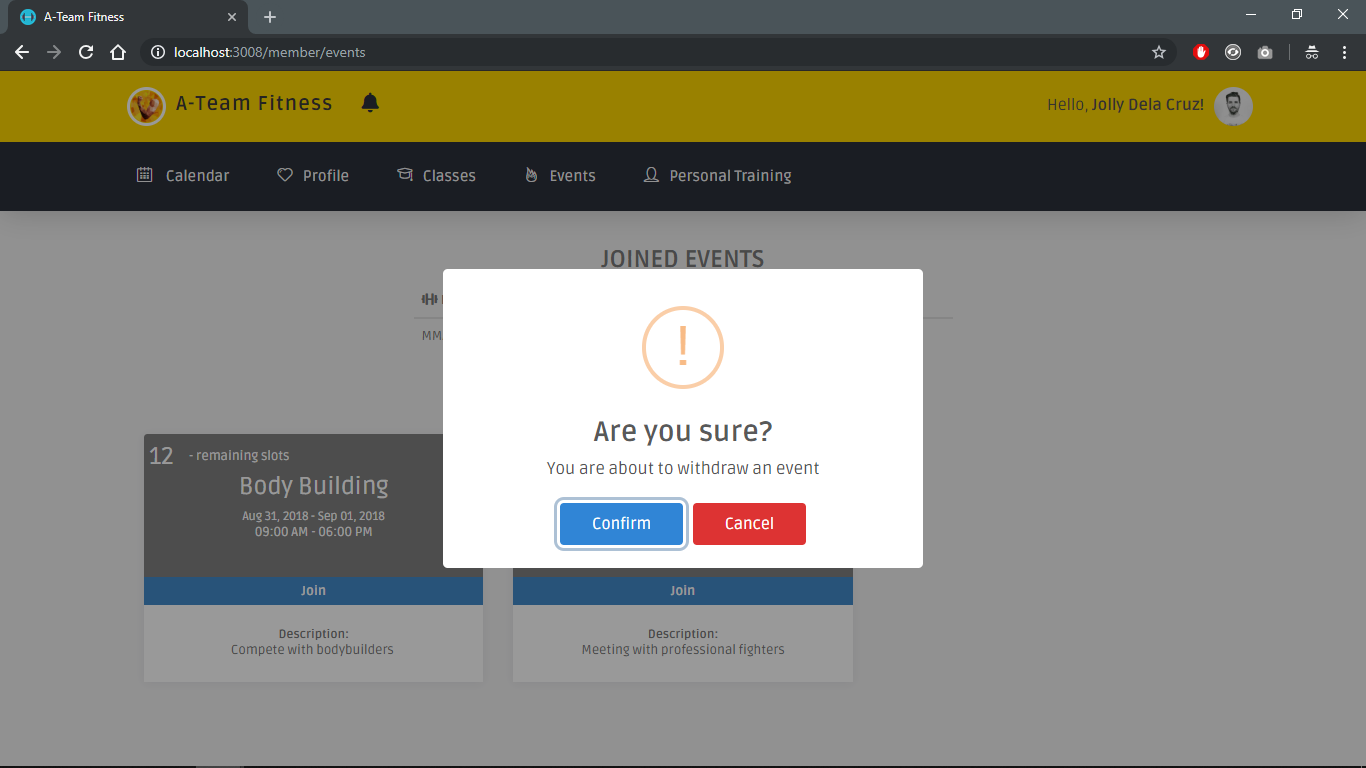 A-Team Fitness
localhost:3008/member/events
A-Team Fitness
Hello, Jolly Dela Cruz!
Calendar Profile Classes Events Personal Training
JOINED EVENTS
!
Are you sure?
You are about to withdraw an event
Confirm Cancel
12 - remaining slots
Body Building
Aug 31, 2018 - Sep 01, 2018
09:00 AM - 06:00 PM
Join
Description:
Compete with bodybuilders
Join
Description:
Meeting with professional fighters